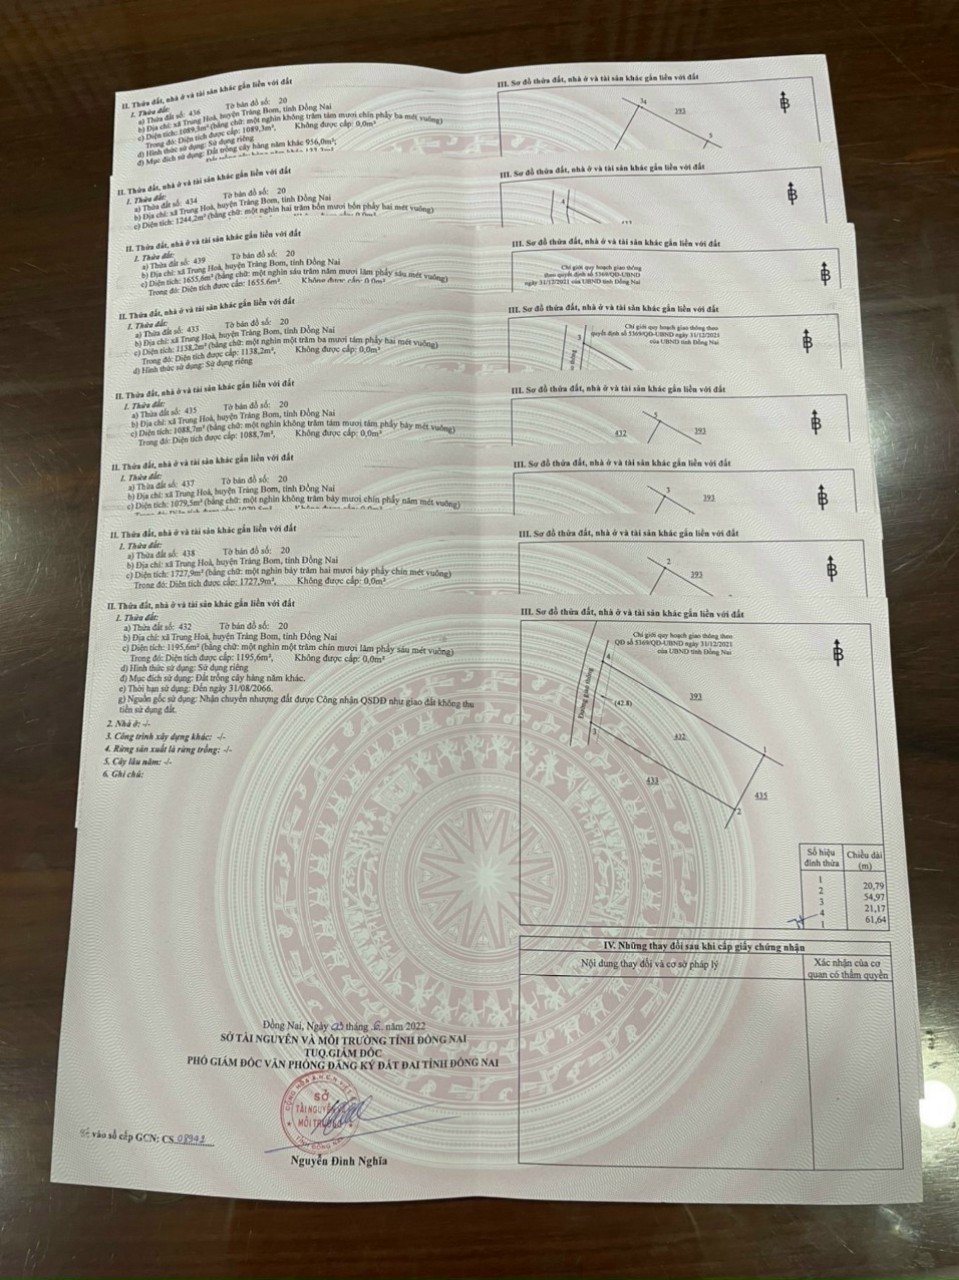 II. Thửa đất, nhà ở và tài sản khác gắn liền với đất
1. Thửa đất:
a) Thửa đất số: 436 Tờ bản đồ số: 20
b) Địa chỉ: xã Trung Hoà, huyện Trảng Bom, tỉnh Đồng Nai
c) Diện tích: 1089,3m² (bằng chữ: một nghìn không trăm tám mươi chín phẩy ba mét vuông)
Trong đó: Diện tích được cấp: 1089,3m², Không được cấp: 0,0m²
d) Hình thức sử dụng: Sử dụng riêng
đ) Mục đích sử dụng: Đất trồng cây hàng năm khác 956,0m²;
III. Sơ đồ thửa đất, nhà ở và tài sản khác gắn liền với đất
393
B
II. Thửa đất, nhà ở và tài sản khác gắn liền với đất
1. Thửa đất:
a) Thửa đất số: 434 Tờ bản đồ số: 20
b) Địa chỉ: xã Trung Hoà, huyện Trảng Bom, tỉnh Đồng Nai
c) Diện tích: 1244,2m² (bằng chữ: một nghìn hai trăm bốn mươi bốn phẩy hai mét vuông)
III. Sơ đồ thửa đất, nhà ở và tài sản khác gắn liền với đất
4
B
II. Thửa đất, nhà ở và tài sản khác gắn liền với đất
1. Thửa đất:
a) Thửa đất số: 439 Tờ bản đồ số: 20
b) Địa chỉ: xã Trung Hoà, huyện Trảng Bom, tỉnh Đồng Nai
c) Diện tích: 1655,6m² (bằng chữ: một nghìn sáu trăm năm mươi lăm phẩy sáu mét vuông)
Trong đó: Diện tích được cấp: 1655,6m², Không được cấp: 0,0m²
III. Sơ đồ thửa đất, nhà ở và tài sản khác gắn liền với đất
Chỉ giới quy hoạch giao thông
theo quyết định số 5369/QĐ-UBND
ngày 31/12/2021 của UBND tỉnh Đồng Nai
B
II. Thửa đất, nhà ở và tài sản khác gắn liền với đất
1. Thửa đất:
a) Thửa đất số: 433 Tờ bản đồ số: 20
b) Địa chỉ: xã Trung Hoà, huyện Trảng Bom, tỉnh Đồng Nai
c) Diện tích: 1138,2m² (bằng chữ: một nghìn một trăm ba mươi tám phẩy hai mét vuông)
Trong đó: Diện tích được cấp: 1138,2m², Không được cấp: 0,0m²
d) Hình thức sử dụng: Sử dụng riêng
III. Sơ đồ thửa đất, nhà ở và tài sản khác gắn liền với đất
Chỉ giới quy hoạch giao thông theo
quyết định số 5369/QĐ-UBND ngày 31/12/2021
của UBND tỉnh Đồng Nai
3
B
II. Thửa đất, nhà ở và tài sản khác gắn liền với đất
1. Thửa đất:
a) Thửa đất số: 435 Tờ bản đồ số: 20
b) Địa chỉ: xã Trung Hoà, huyện Trảng Bom, tỉnh Đồng Nai
c) Diện tích: 1088,7m² (bằng chữ: một nghìn không trăm tám mươi tám phẩy bảy mét vuông)
Trong đó: Diện tích được cấp: 1088,7m², Không được cấp: 0,0m²
III. Sơ đồ thửa đất, nhà ở và tài sản khác gắn liền với đất
432
5
393
B
II. Thửa đất, nhà ở và tài sản khác gắn liền với đất
1. Thửa đất:
a) Thửa đất số: 437 Tờ bản đồ số: 20
b) Địa chỉ: xã Trung Hoà, huyện Trảng Bom, tỉnh Đồng Nai
c) Diện tích: 1079,5m² (bằng chữ: một nghìn không trăm bảy mươi chín phẩy năm mét vuông)
III. Sơ đồ thửa đất, nhà ở và tài sản khác gắn liền với đất
3
393
B
II. Thửa đất, nhà ở và tài sản khác gắn liền với đất
1. Thửa đất:
a) Thửa đất số: 438 Tờ bản đồ số: 20
b) Địa chỉ: xã Trung Hoà, huyện Trảng Bom, tỉnh Đồng Nai
c) Diện tích: 1727,9m² (bằng chữ: một nghìn bảy trăm hai mươi bảy phẩy chín mét vuông)
Trong đó: Diện tích được cấp: 1727,9m², Không được cấp: 0,0m²
III. Sơ đồ thửa đất, nhà ở và tài sản khác gắn liền với đất
2
393
B
II. Thửa đất, nhà ở và tài sản khác gắn liền với đất
1. Thửa đất:
a) Thửa đất số: 432 Tờ bản đồ số: 20
b) Địa chỉ: xã Trung Hoà, huyện Trảng Bom, tỉnh Đồng Nai
c) Diện tích: 1195,6m² (bằng chữ: một nghìn một trăm chín mươi lăm phẩy sáu mét vuông)
Trong đó: Diện tích được cấp: 1195,6m², Không được cấp: 0,0m²
d) Hình thức sử dụng: Sử dụng riêng
đ) Mục đích sử dụng: Đất trồng cây hàng năm khác.
e) Thời hạn sử dụng: Đến ngày 31/08/2066.
g) Nguồn gốc sử dụng: Nhận chuyển nhượng đất được Công nhận QSDĐ như giao đất không thu
tiền sử dụng đất.
2. Nhà ở: -/-
3. Công trình xây dựng khác: -/-
4. Rừng sản xuất là rừng trồng: -/-
5. Cây lâu năm: -/-
6. Ghi chú:
III. Sơ đồ thửa đất, nhà ở và tài sản khác gắn liền với đất
Chỉ giới quy hoạch giao thông theo
QĐ số 5369/QĐ-UBND ngày 31/12/2021
của UBND tỉnh Đồng Nai
B
Đường giao thông
4
(42.8)
393
3
432
1
433
435
2
Số hiệu đỉnh thửa Chiều dài (m)
1
20,79
2
54,97
3
21,17
4
61,64
1
IV. Những thay đổi sau khi cấp giấy chứng nhận
Nội dung thay đổi và cơ sở pháp lý Xác nhận của cơ quan có thẩm quyền
Đồng Nai, Ngày 03 tháng 6 năm 2022
SỞ TÀI NGUYÊN VÀ MÔI TRƯỜNG TỈNH ĐỒNG NAI
TUQ.GIÁM ĐỐC
PHÓ GIÁM ĐỐC VĂN PHÒNG ĐĂNG KÝ ĐẤT ĐAI TỈNH ĐỒNG NAI
SỞ
TÀI NGUYÊN VÀ
MÔI TRƯỜNG
Số vào sổ cấp GCN: CS 08942
Nguyễn Đình Nghĩa